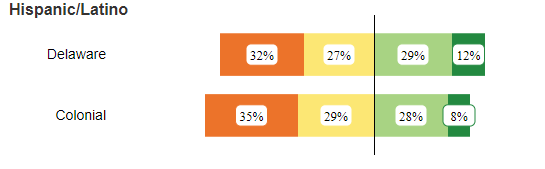 Hispanic/Latino
Delaware 32% 27% 29% 12%
Colonial 35% 29% 28% 8%